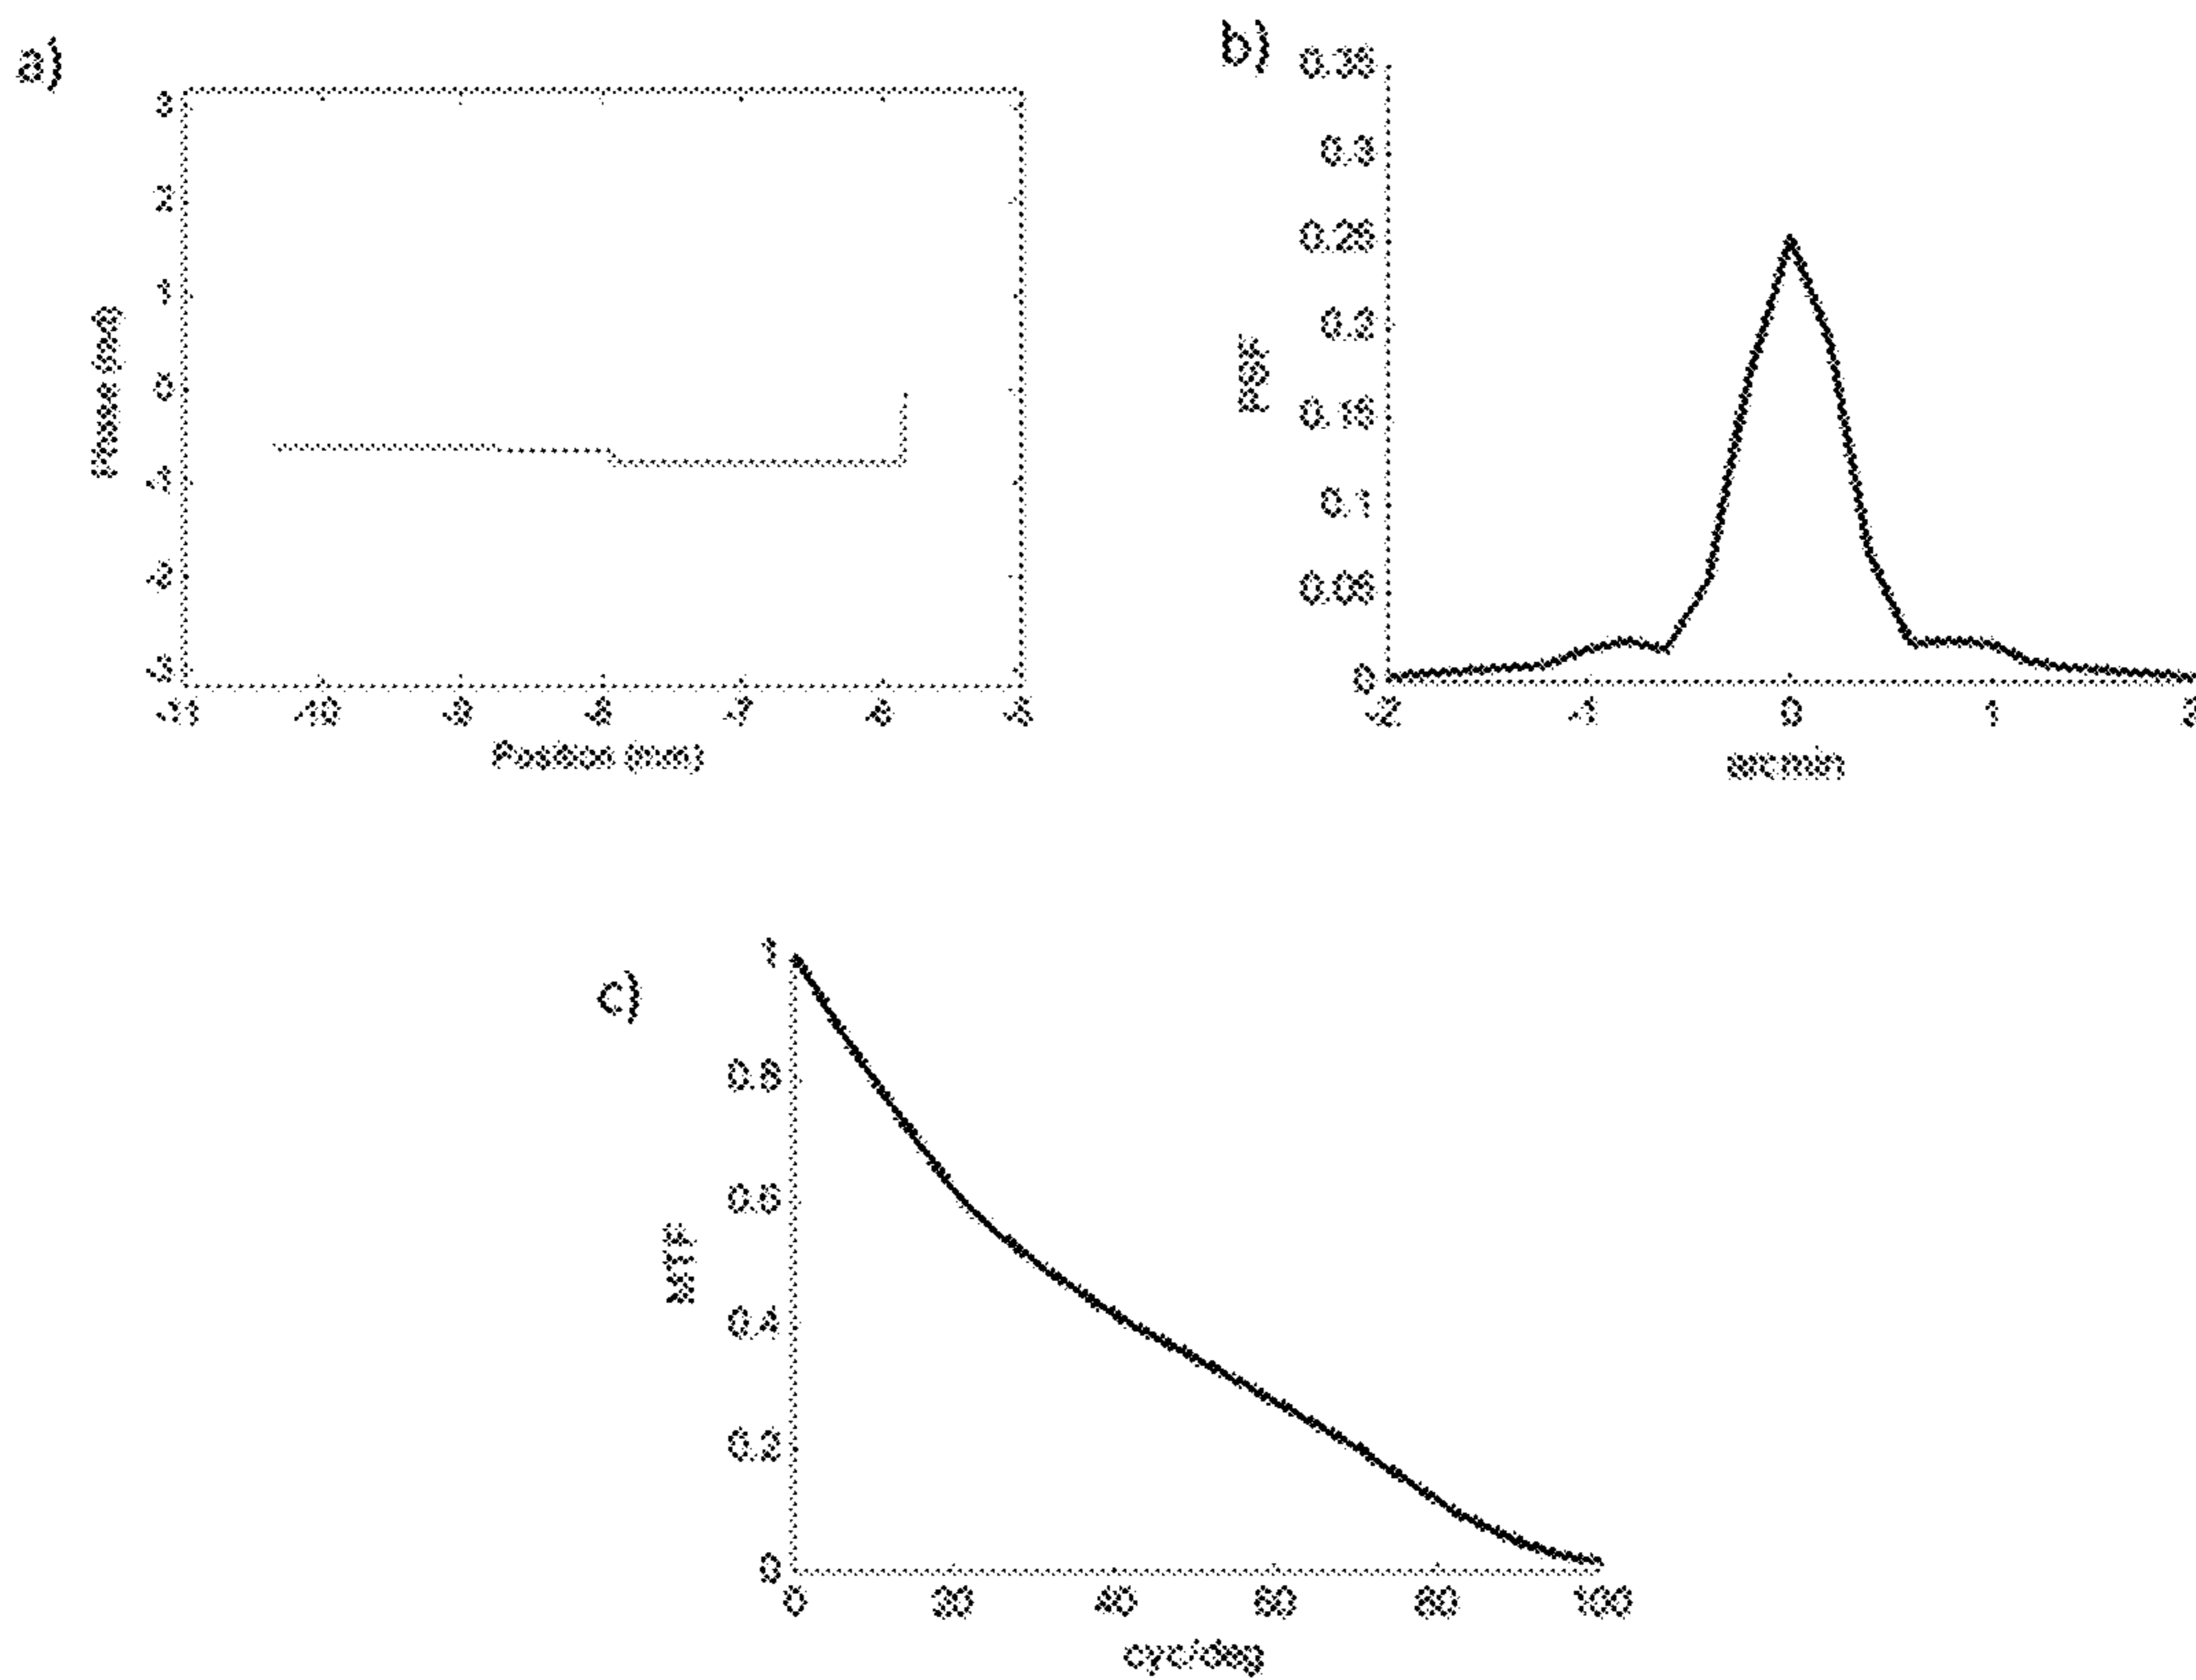 a)
3
2
1
0
-1
-2
-3
Phase (rad)
-11 -10 -9 -8 -7 -6 -5
Position (mm)
b)
0.35
0.3
0.25
0.2
0.15
0.1
0.05
0
PSF
-2 -1 0 1 2
arcmin
c)
1
0.8
0.6
0.4
0.2
0
MTF
0 20 40 60 80 100
cyc/deg